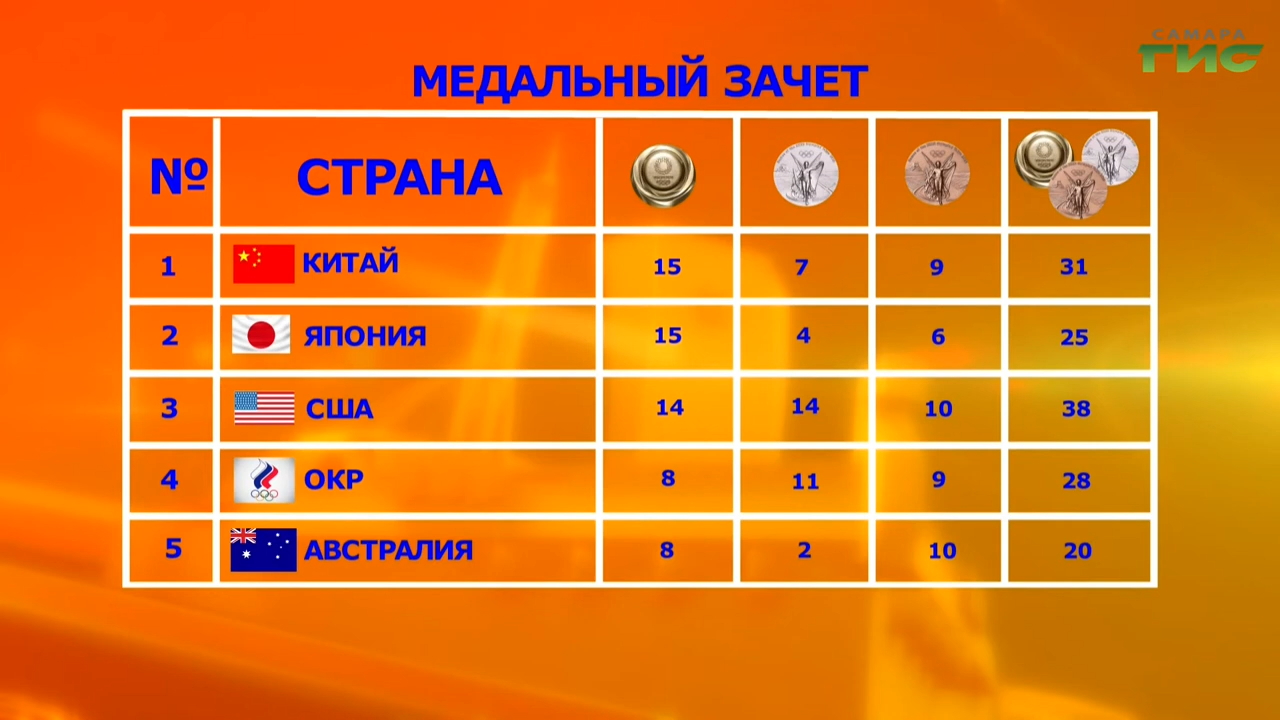 САМАРА
ГИС
МЕДАЛЬНЫЙ ЗАЧЕТ
№ СТРАНА
1 КИТАЙ 15 7 9 31
2 ЯПОНИЯ 15 4 6 25
3 США 14 14 10 38
4 ОКР 8 11 9 28
5 АВСТРАЛИЯ 8 2 10 20